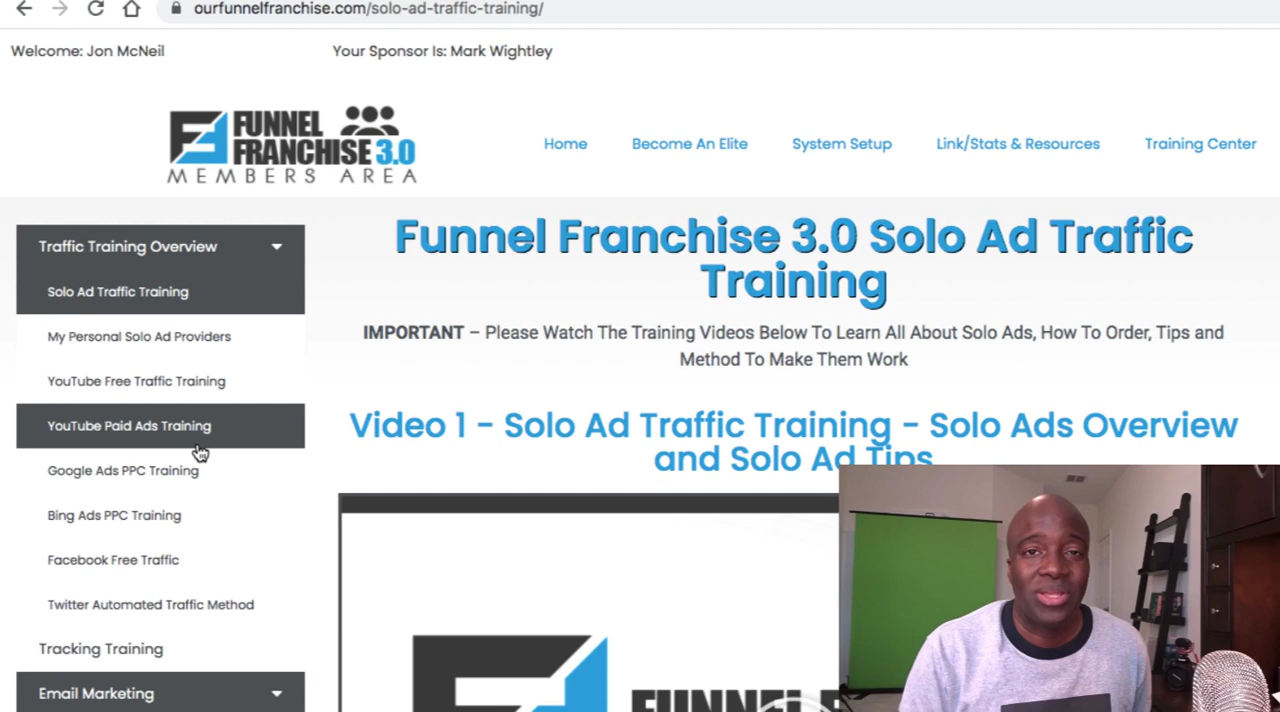 ourfunnelfranchise.com/solo-ad-traffic-training/
Welcome: Jon McNeil
Your Sponsor Is: Mark Wightley
FUNNEL
FRANCHISE 3.0
MEMBERS AREA
Home
Become An Elite
System Setup
Link/Stats & Resources
Training Center
Traffic Training Overview
Solo Ad Traffic Training
My Personal Solo Ad Providers
YouTube Free Traffic Training
YouTube Paid Ads Training
Google Ads PPC Training
Bing Ads PPC Training
Facebook Free Traffic
Twitter Automated Traffic Method
Tracking Training
Email Marketing
Funnel Franchise 3.0 Solo Ad Traffic
Training
IMPORTANT – Please Watch The Training Videos Below To Learn All About Solo Ads, How To Order, Tips and
Method To Make Them Work
Video 1 - Solo Ad Traffic Training - Solo Ads Overview
and Solo Ad Tips